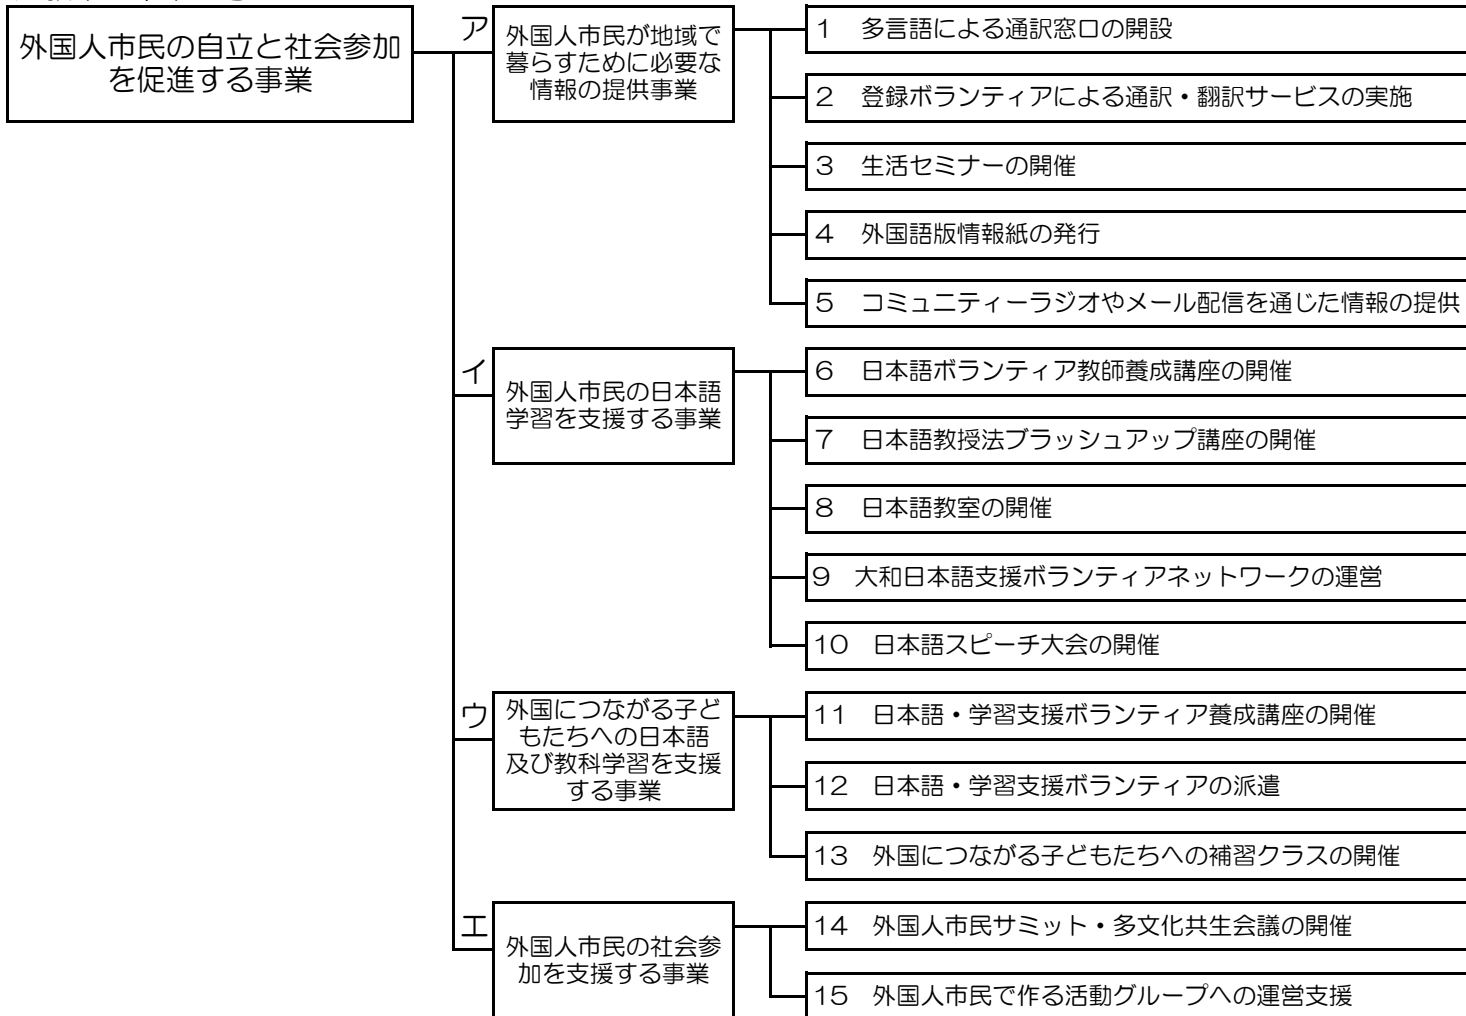 外国人市民の自立と社会参加
を促進する事業
ア
外国人市民が地域で
暮らすために必要な
情報の提供事業
1　多言語による通訳窓口の開設
2　登録ボランティアによる通訳・翻訳サービスの実施
3　生活セミナーの開催
4　外国語版情報紙の発行
5　コミュニティーラジオやメール配信を通じた情報の提供
イ
外国人市民の日本語
学習を支援する事業
6　日本語ボランティア教師養成講座の開催
7　日本語教授法ブラッシュアップ講座の開催
8　日本語教室の開催
9　大和日本語支援ボランティアネットワークの運営
10　日本語スピーチ大会の開催
ウ
外国につながる子ど
もたちへの日本語
及び教科学習を支援
する事業
11　日本語・学習支援ボランティア養成講座の開催
12　日本語・学習支援ボランティアの派遣
13　外国につながる子どもたちへの補習クラスの開催
エ
外国人市民の社会参
加を支援する事業
14　外国人市民サミット・多文化共生会議の開催
15　外国人市民で作る活動グループへの運営支援